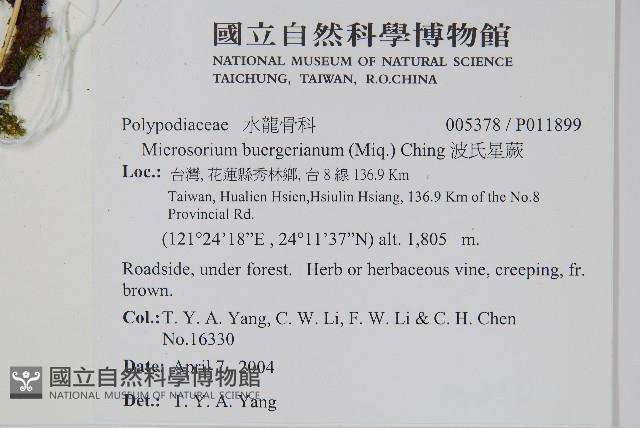 國立自然科學博物館
NATIONAL MUSEUM OF NATURAL SCIENCE
TAICHUNG, TAIWAN, R.O.CHINA
Polypodiaceae 水龍骨科 005378 / P011899
Microsorium buergerianum (Miq.) Ching 波氏星蕨
Loc.: 台灣, 花蓮縣秀林鄉, 台 8 線 136.9 Km
Taiwan, Hualien Hsien,Hsiulin Hsiang, 136.9 Km of the No.8
Provincial Rd.
(121°24'18”E , 24°11'37”N) alt. 1,805 m.
Roadside, under forest. Herb or herbaceous vine, creeping, fr.
brown.
Col.: T. Y. A. Yang, C. W. Li, F. W. Li & C. H. Chen
No.16330
Date: April 7, 2004
國立自然科學博物館
NATIONAL MUSEUM OF NATURAL SCIENCE
Det.: T. Y. A. Yang